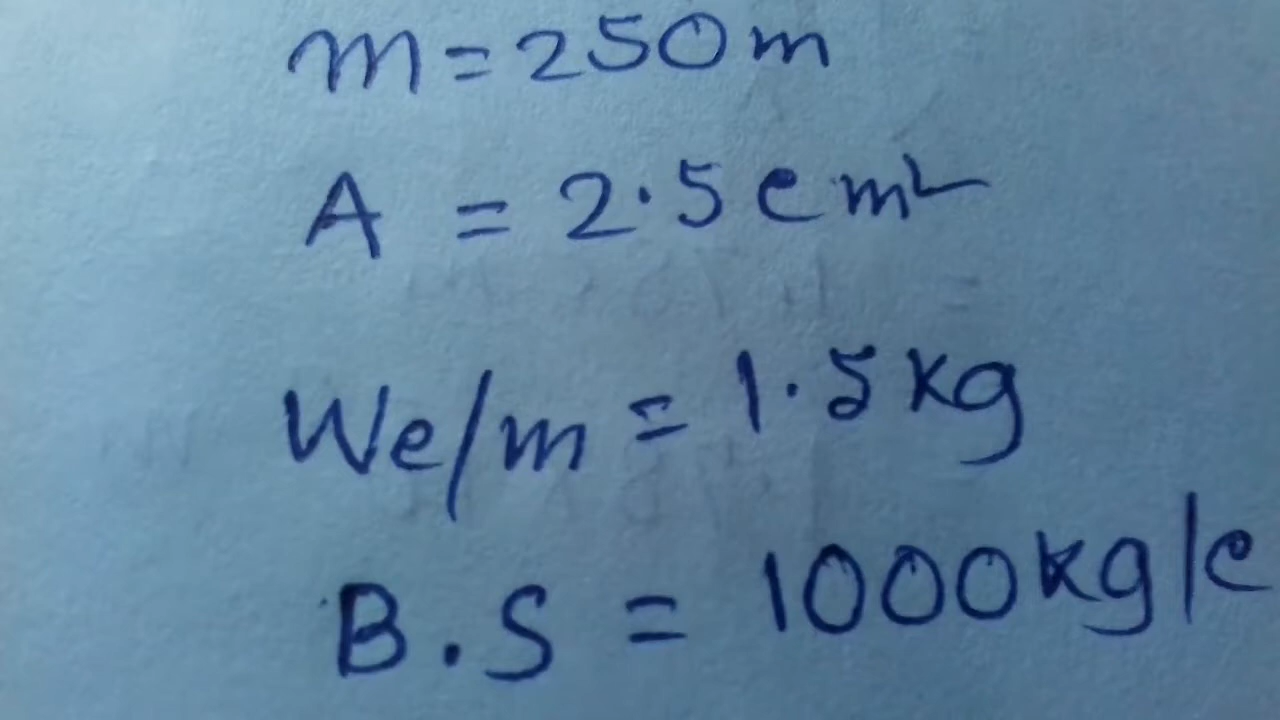 m = 250 m
A = 2.5 cm²
We/m = 1.5 kg
B.S = 1000 kg/c